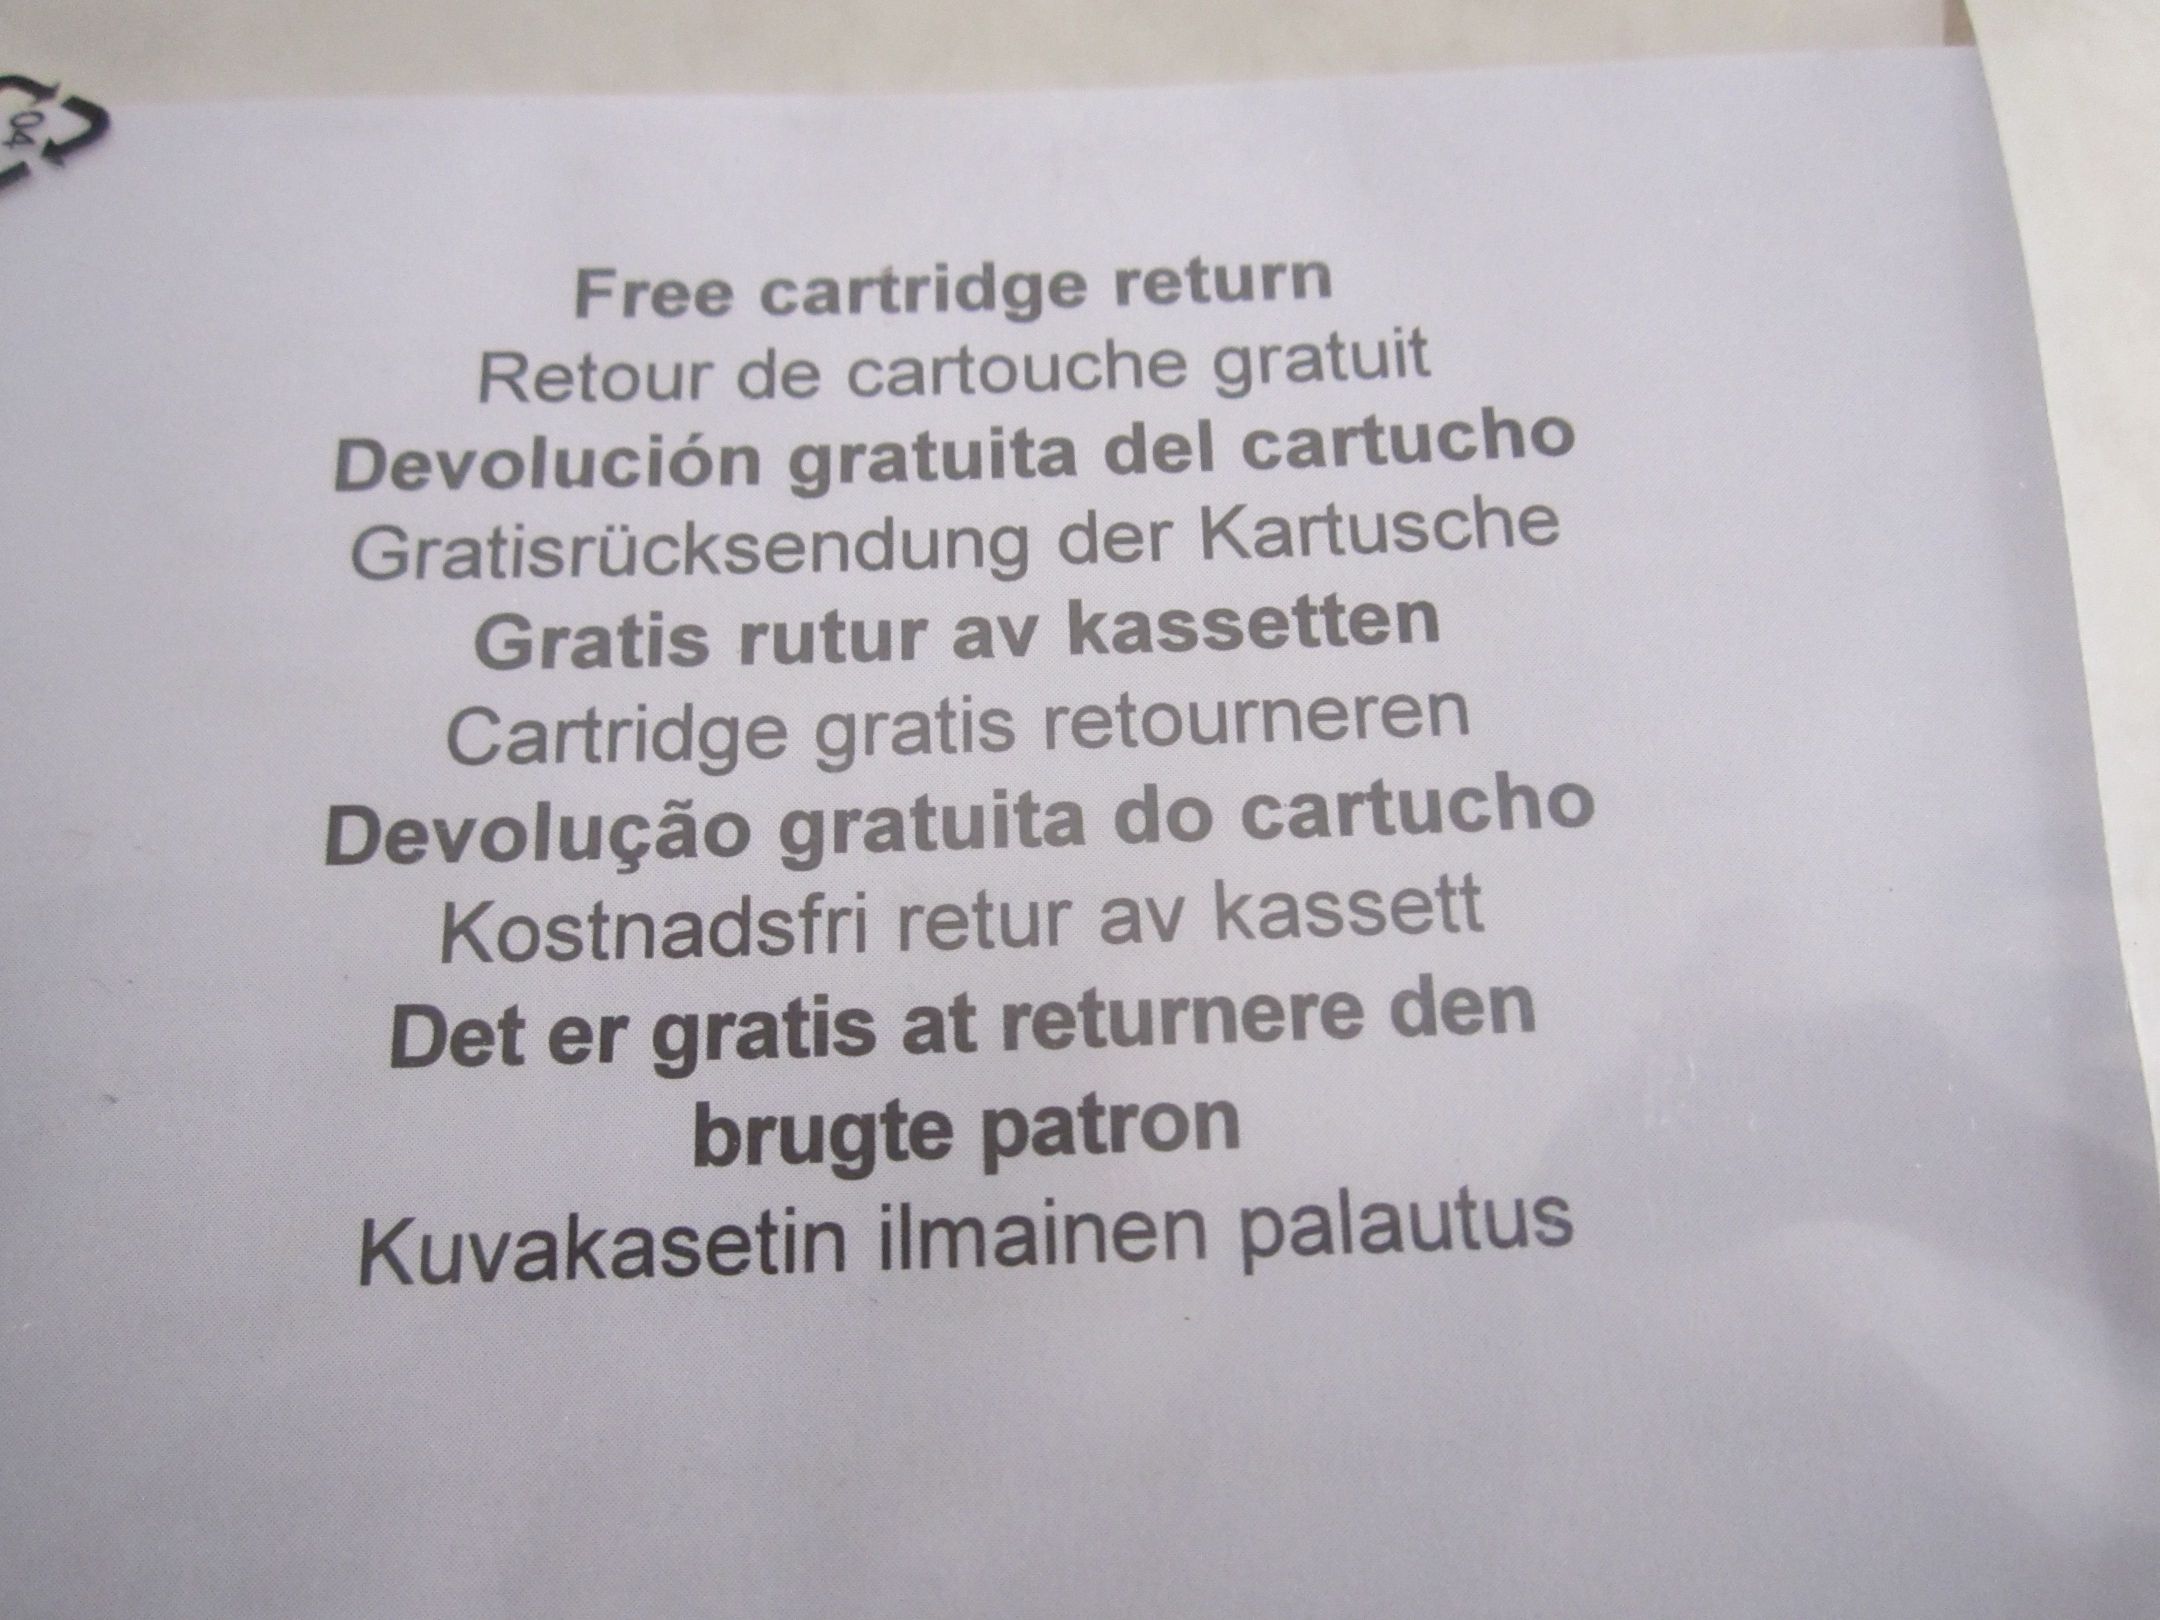 04
Free cartridge return
Retour de cartouche gratuit
Devolución gratuita del cartucho
Gratisrücksendung der Kartusche
Gratis rutur av kassetten
Cartridge gratis retourneren
Devolução gratuita do cartucho
Kostnadsfri retur av kassett
Det er gratis at returnere den
brugte patron
Kuvakasetin ilmainen palautus